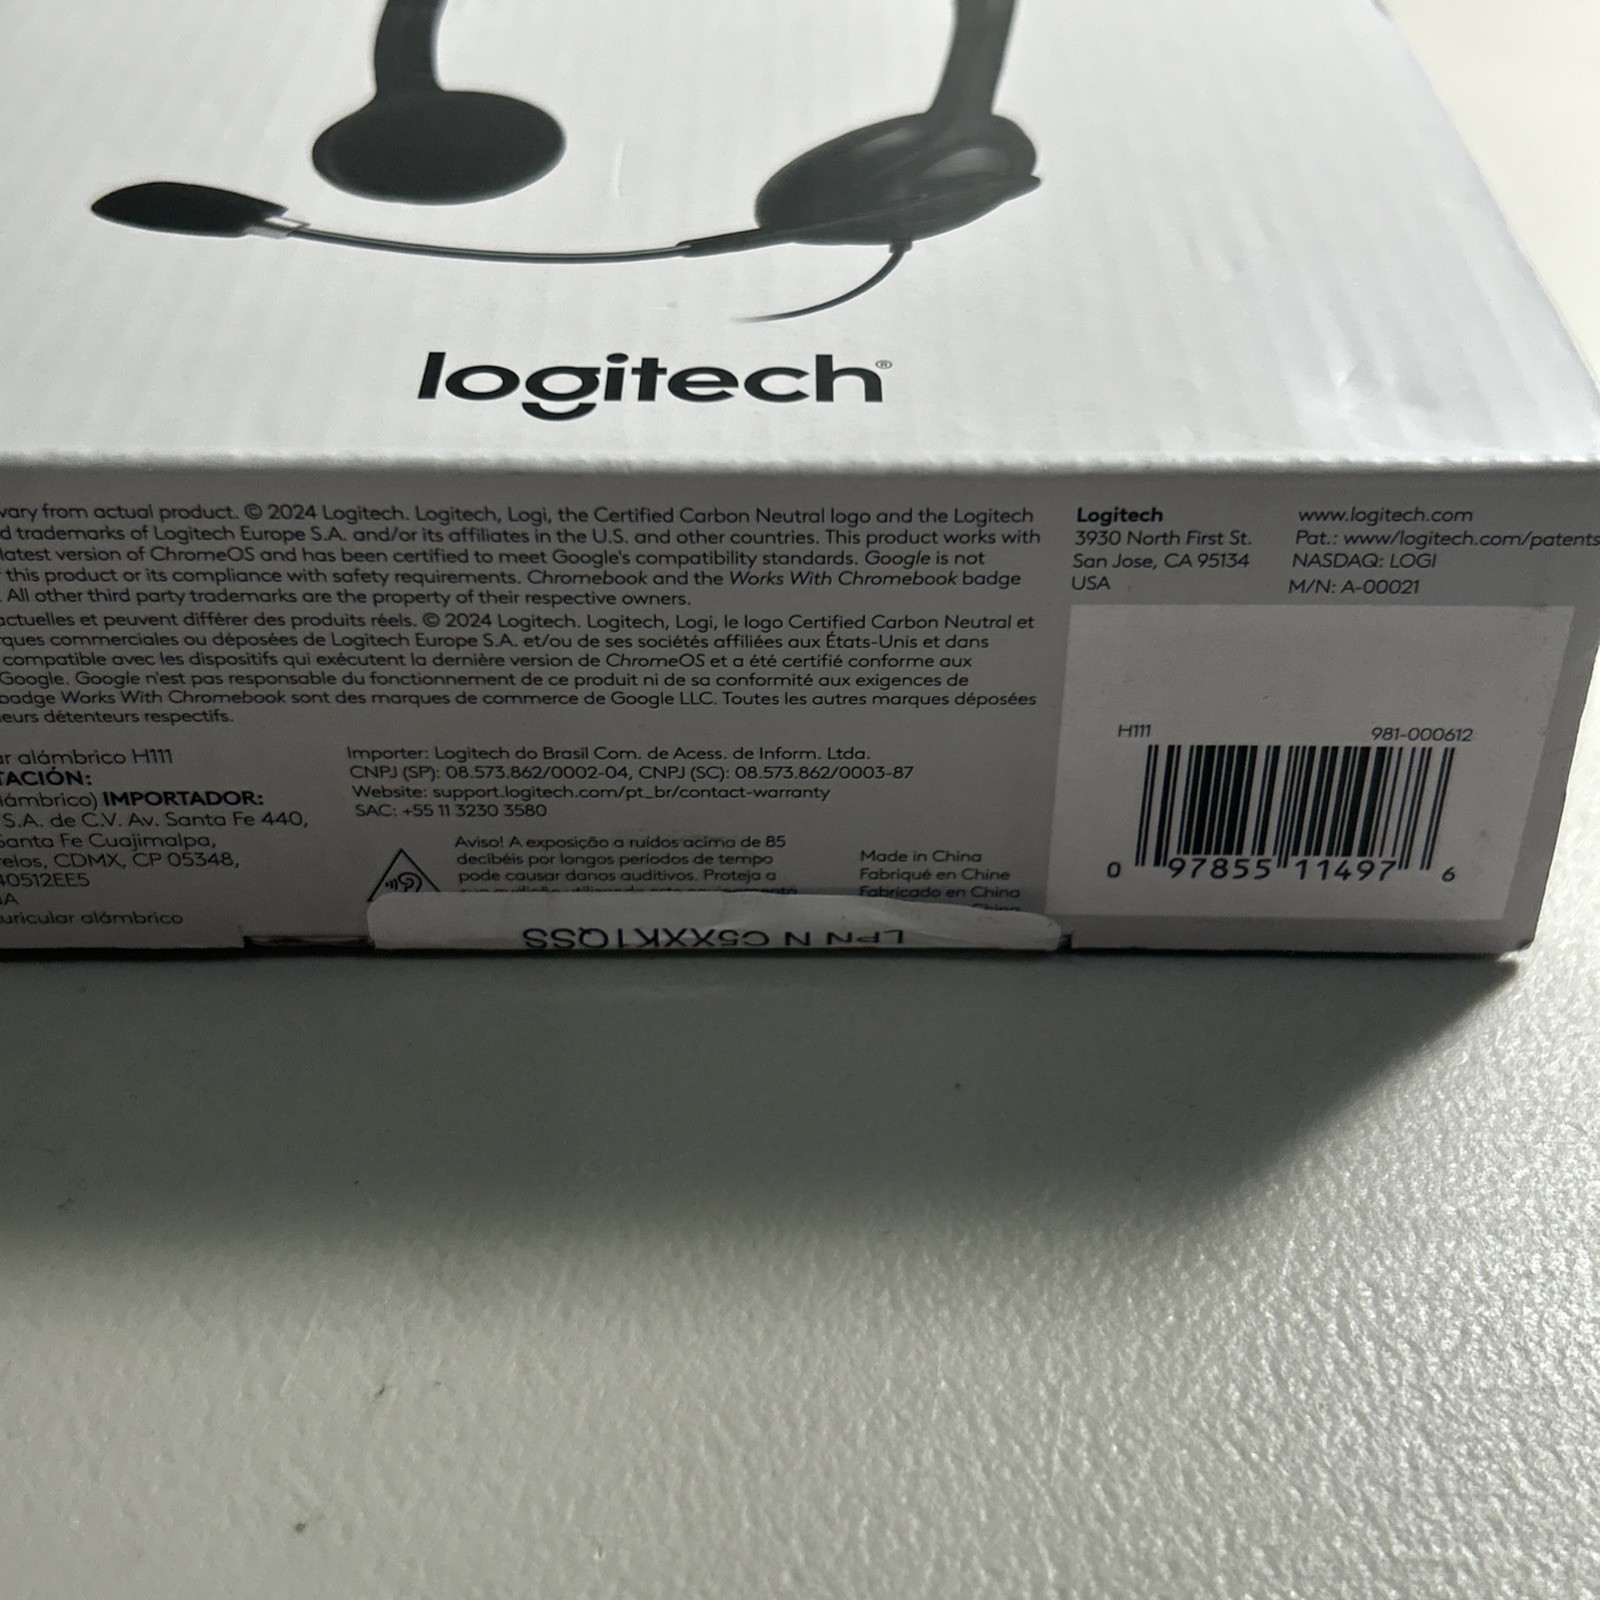 logitech®
vary from actual product. © 2024 Logitech. Logitech, Logi, the Certified Carbon Neutral logo and the Logitech
d trademarks of Logitech Europe S.A. and/or its affiliates in the U.S. and other countries. This product works with
latest version of ChromeOS and has been certified to meet Google's compatibility standards. Google is not
this product or its compliance with safety requirements. Chromebook and the Works With Chromebook badge
. All other third party trademarks are the property of their respective owners.
actuelles et peuvent différer des produits réels. © 2024 Logitech. Logitech, Logi, le logo Certified Carbon Neutral et
ques commerciales ou déposées de Logitech Europe S.A. et/ou de ses sociétés affiliées aux États-Unis et dans
compatible avec les dispositifs qui exécutent la dernière version de ChromeOS et a été certifié conforme aux
Google. Google n'est pas responsable du fonctionnement de ce produit ni de sa conformité aux exigences de
badge Works With Chromebook sont des marques de commerce de Google LLC. Toutes les autres marques déposées
eurs détenteurs respectifs.
ar alámbrico H111
TACIÓN:
lámbrico) IMPORTADOR:
S.A. de C.V. Av. Santa Fe 440,
Santa Fe Cuajimalpa,
elos, CDMX, CP 05348,
40512EE5
A
uricular alámbrico
Importer: Logitech do Brasil Com. de Acess. de Inform. Ltda.
CNPJ (SP): 08.573.862/0002-04, CNPJ (SC): 08.573.862/0003-87
Website: support.logitech.com/pt_br/contact-warranty
SAC: +55 11 3230 3580
Aviso! A exposição a ruídos acima de 85
decibéis por longos períodos de tempo
pode causar danos auditivos. Proteja a
Made in China
Fabriqué en Chine
Fabricado en China
LPN N C5XXK1QSS
Logitech
3930 North First St.
San Jose, CA 95134
USA
www.logitech.com
Pat.: www/logitech.com/patents
NASDAQ: LOGI
M/N: A-00021
H111 981-000612
0 97855 11497 6